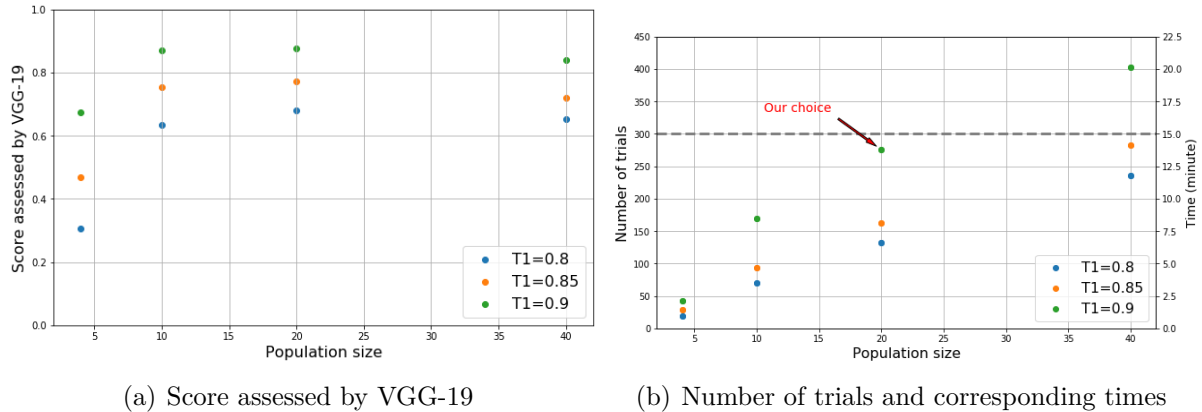 1.0
0.8
0.6
0.4
0.2
0.0
Score assessed by VGG-19
5 10 15 20 25 30 35 40
Population size
T1=0.8
T1=0.85
T1=0.9
(a) Score assessed by VGG-19
450
400
350
300
250
200
150
100
50
0
Number of trials
22.5
20.0
17.5
15.0
12.5
10.0
7.5
5.0
2.5
0.0
Time (minute)
Our choice
5 10 15 20 25 30 35 40
Population size
T1=0.8
T1=0.85
T1=0.9
(b) Number of trials and corresponding times